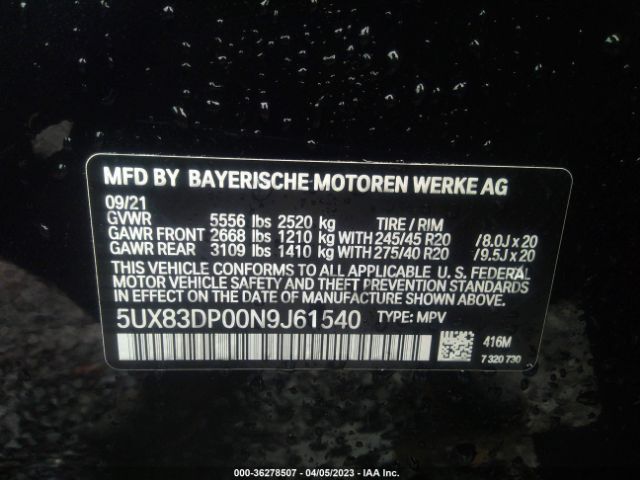 MFD BY BAYERISCHE MOTOREN WERKE AG
09/21
GVWR 5556 lbs 2520 kg TIRE / RIM
GAWR FRONT 2668 lbs 1210 kg WITH 245/45 R20 / 8.0J x 20
GAWR REAR 3109 lbs 1410 kg WITH 275/40 R20 / 9.5J x 20
THIS VEHICLE CONFORMS TO ALL APPLICABLE U. S. FEDERAL
MOTOR VEHICLE SAFETY AND THEFT PREVENTION
STANDARDS IN EFFECT ON THE DATE OF MANUFACTURE
SHOWN ABOVE.
5UX83DP00N9J61540 TYPE: MPV
416M
7 320 730
000-36278507 / 04/05/2023 / IAA Inc.